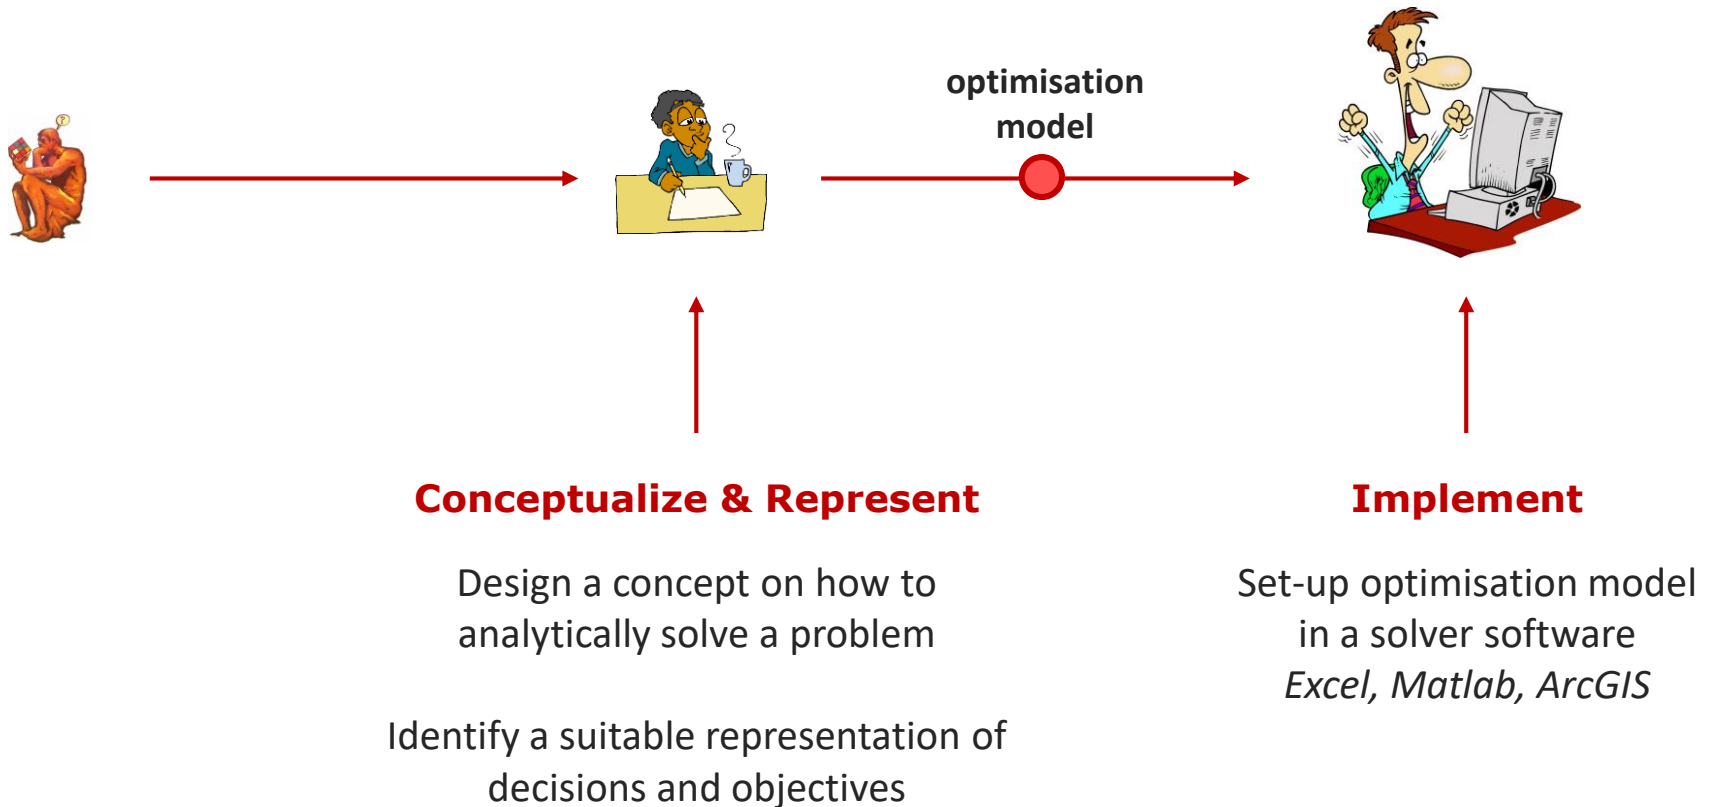 optimisation
model
Conceptualize & Represent
Design a concept on how to
analytically solve a problem
Identify a suitable representation of
decisions and objectives
Implement
Set-up optimisation model
in a solver software
Excel, Matlab, ArcGIS